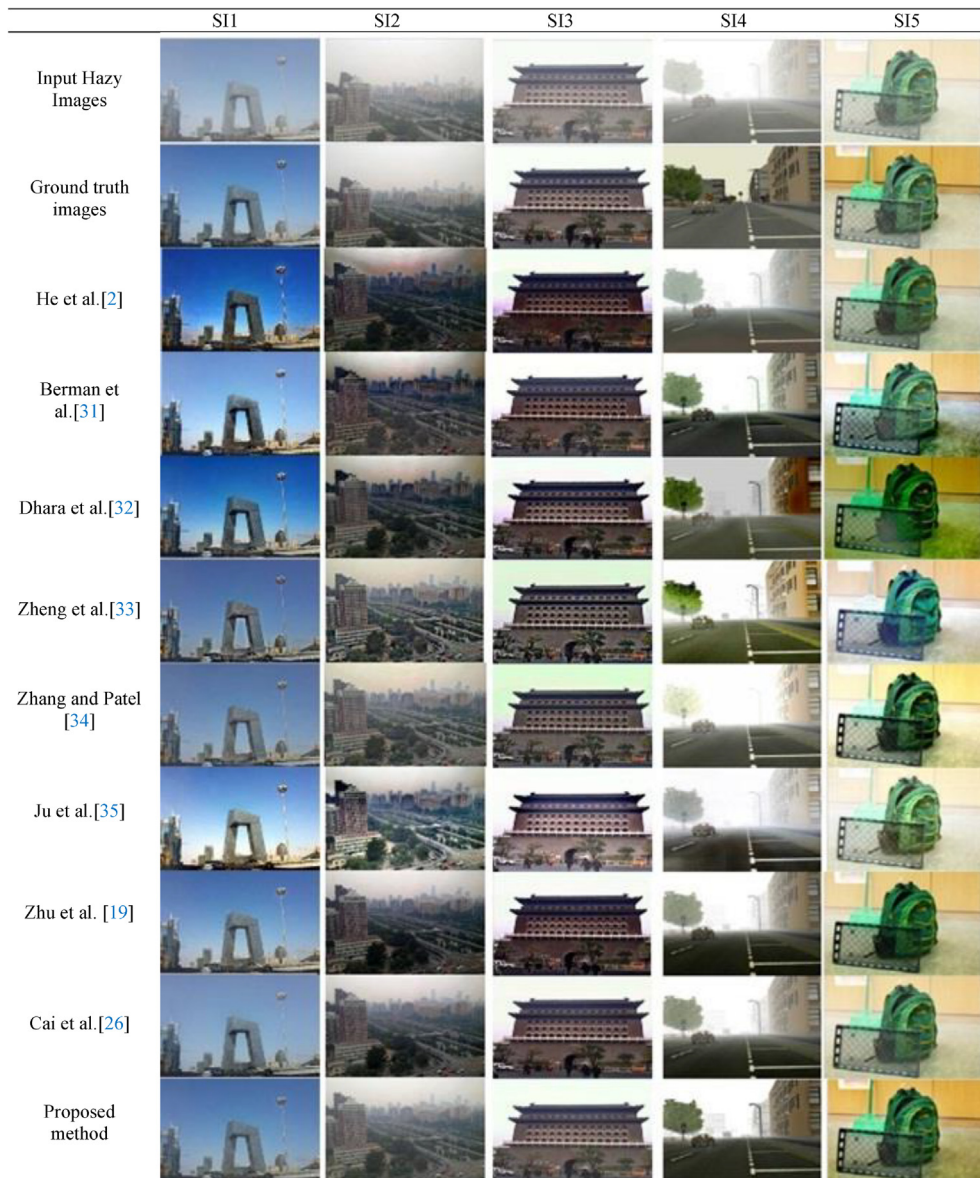 SI1 SI2 SI3 SI4 SI5
Input Hazy
Images
Ground truth
images
He et al.[2]
Berman et
al.[31]
Dhara et al.[32]
Zheng et al.[33]
Zhang and Patel
[34]
Ju et al.[35]
Zhu et al. [19]
Cai et al.[26]
Proposed
method